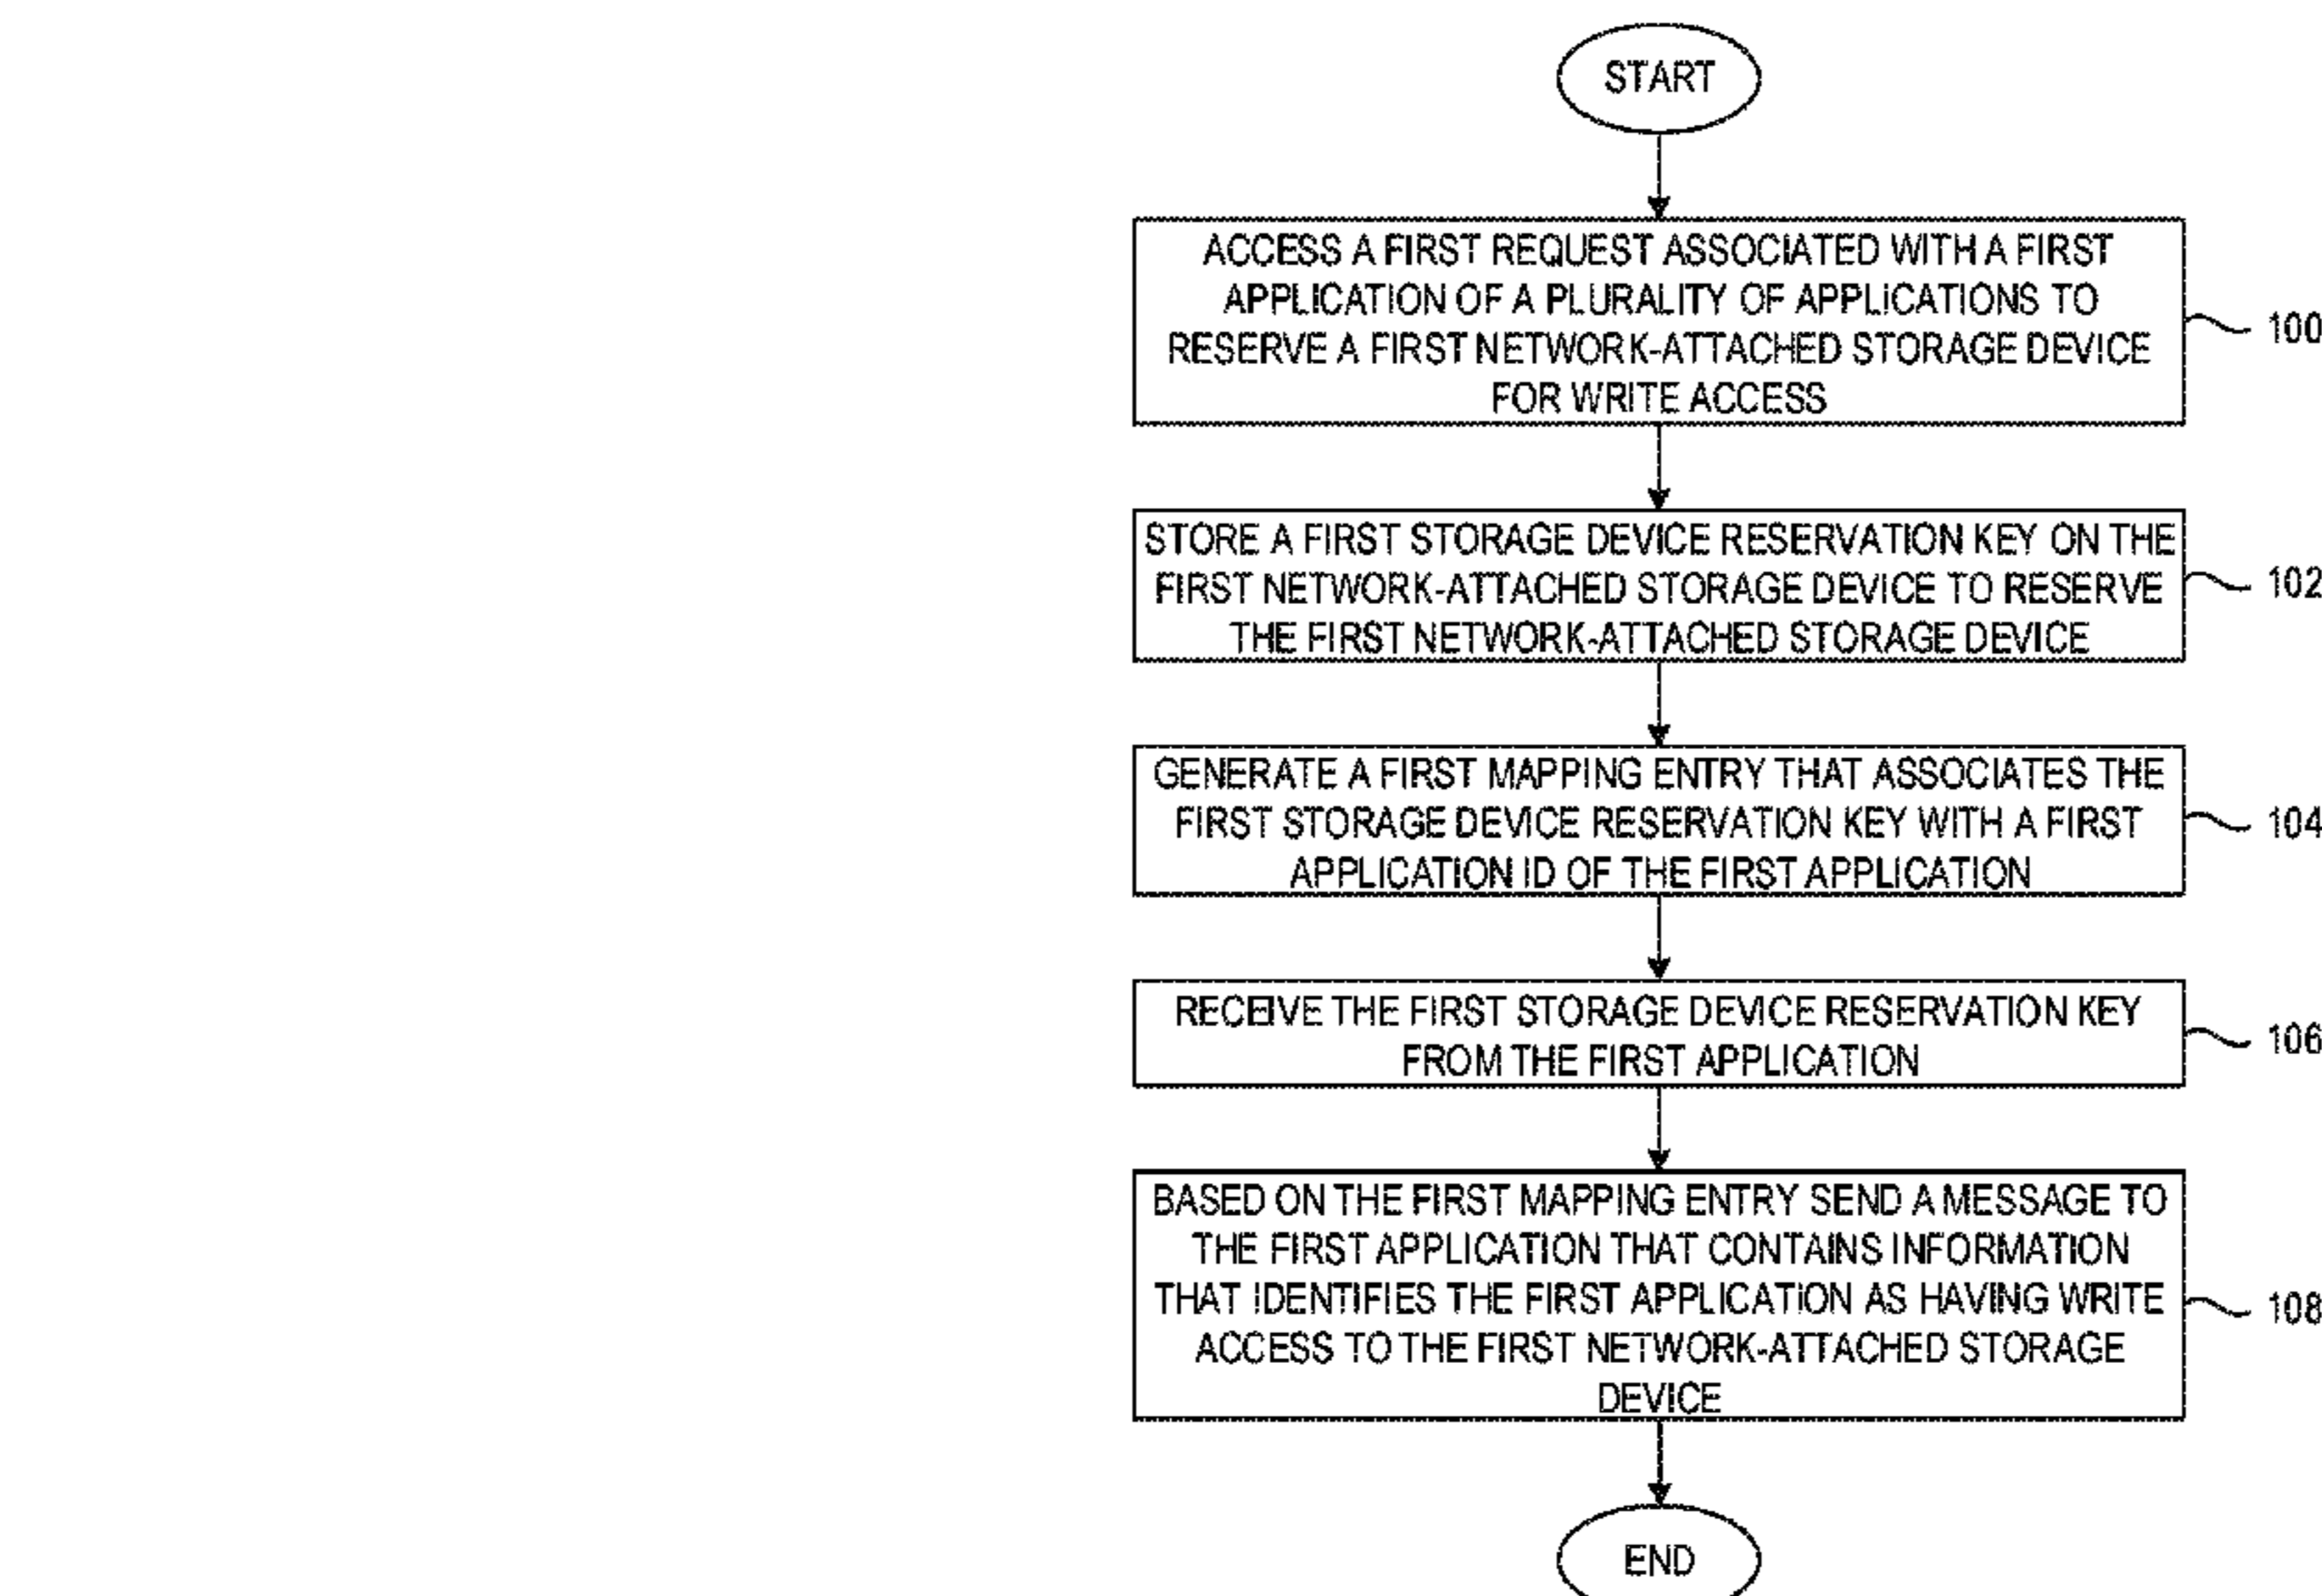 START
ACCESS A FIRST REQUEST ASSOCIATED WITH A FIRST
APPLICATION OF A PLURALITY OF APPLICATIONS TO
RESERVE A FIRST NETWORK-ATTACHED STORAGE DEVICE
FOR WRITE ACCESS
100
STORE A FIRST STORAGE DEVICE RESERVATION KEY ON THE
FIRST NETWORK-ATTACHED STORAGE DEVICE TO RESERVE
THE FIRST NETWORK-ATTACHED STORAGE DEVICE
102
GENERATE A FIRST MAPPING ENTRY THAT ASSOCIATES THE
FIRST STORAGE DEVICE RESERVATION KEY WITH A FIRST
APPLICATION ID OF THE FIRST APPLICATION
104
RECEIVE THE FIRST STORAGE DEVICE RESERVATION KEY
FROM THE FIRST APPLICATION
106
BASED ON THE FIRST MAPPING ENTRY SEND A MESSAGE TO
THE FIRST APPLICATION THAT CONTAINS INFORMATION
THAT IDENTIFIES THE FIRST APPLICATION AS HAVING WRITE
ACCESS TO THE FIRST NETWORK-ATTACHED STORAGE
DEVICE
108
END